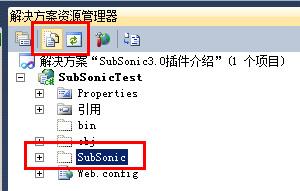 解决方案资源管理器
解决方案“SubSonic3.0插件介绍”(1 个项目)
SubSonicTest
Properties
引用
bin
obj
SubSonic
Web.config